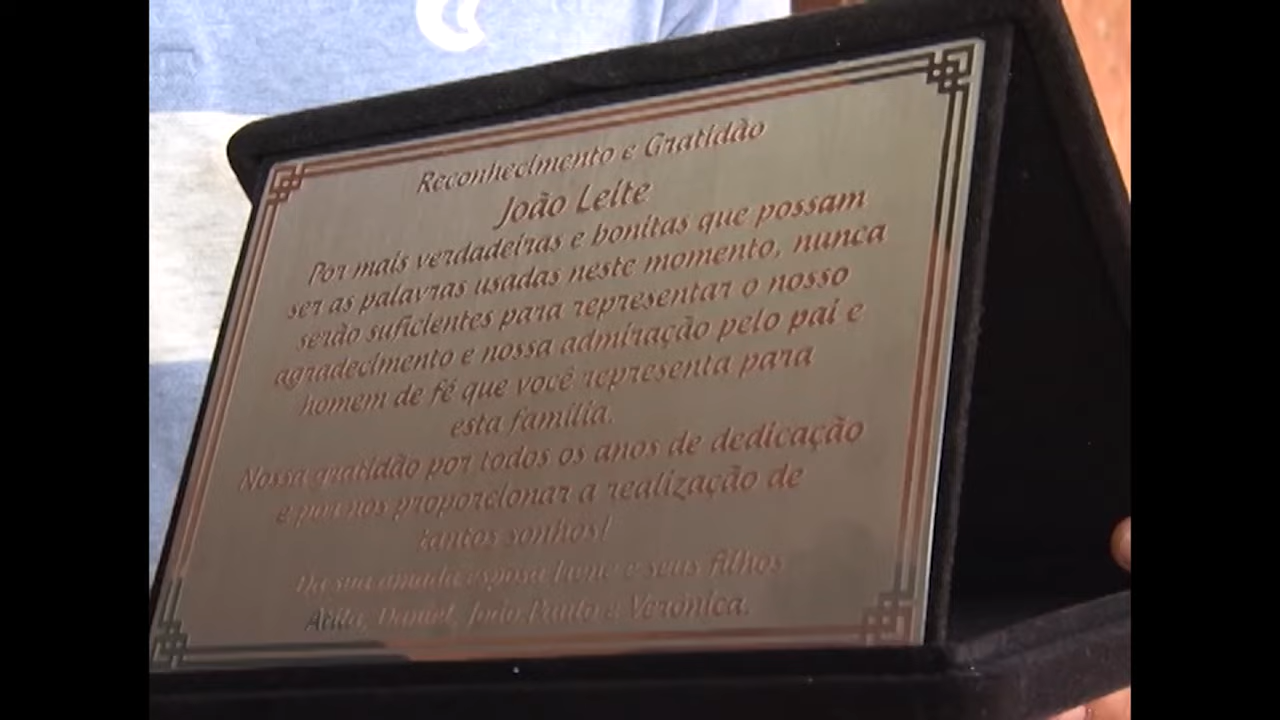 Reconhecimento e Gratidão
João Leite
Por mais verdadeiras e bonitas que possam
ser as palavras usadas neste momento, nunca
serão suficientes para representar o nosso
agradecimento e nossa admiração pelo pai e
homem de fé que você representa para
esta família.
Nossa gratidão por todos os anos de dedicação
e por nos proporcionar a realização de
tantos sonhos!
Da sua amada esposa e seus filhos
Atila, Daniel, João Paulo e Verônica.